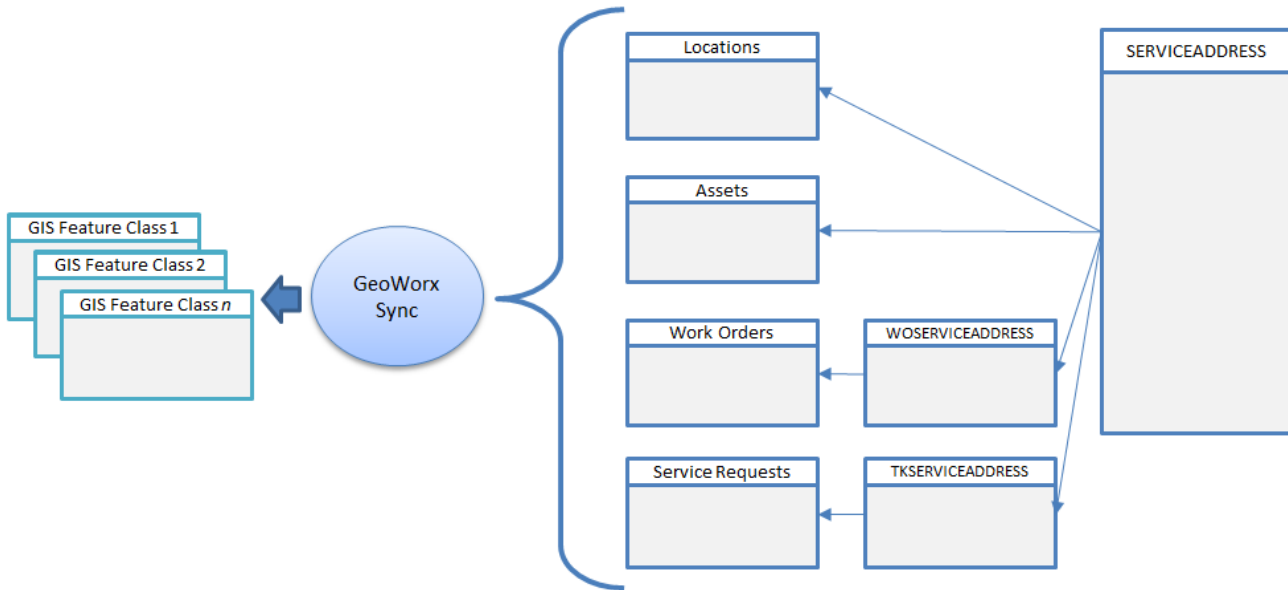 Locations
SERVICEADDRESS
Assets
GIS Feature Class 1
GIS Feature Class 2
GIS Feature Class n
GeoWorx
Sync
Work Orders
WOSERVICEADDRESS
Service Requests
TKSERVICEADDRESS